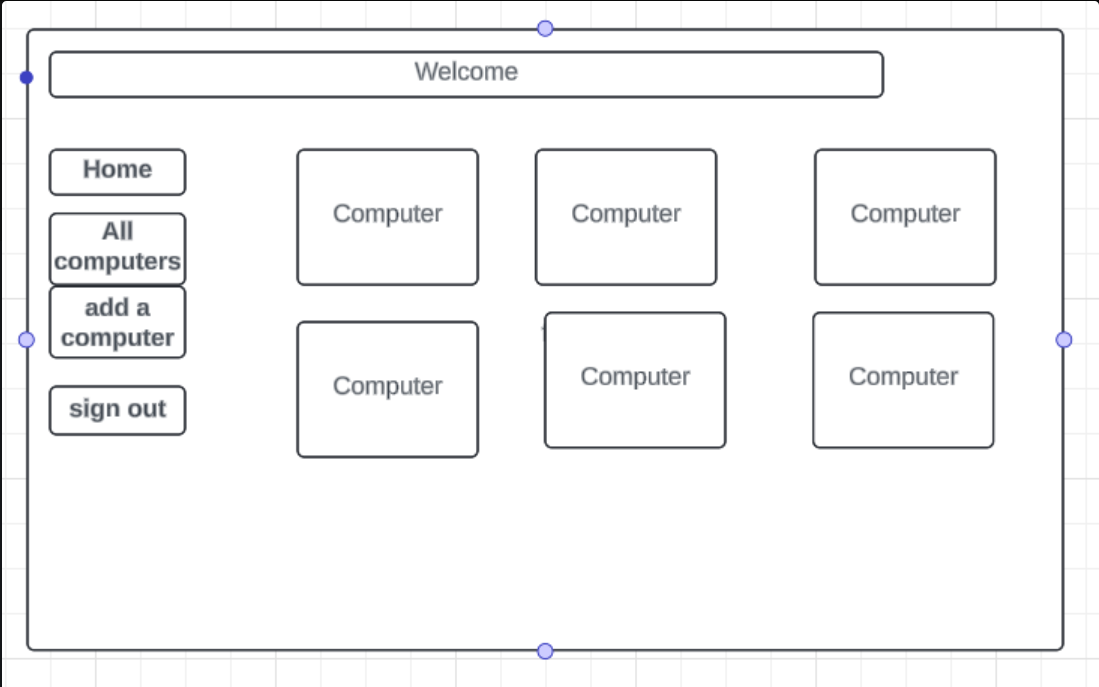 Welcome
Home
All
computers
add a
computer
sign out
Computer
Computer
Computer
Computer
Computer
Computer